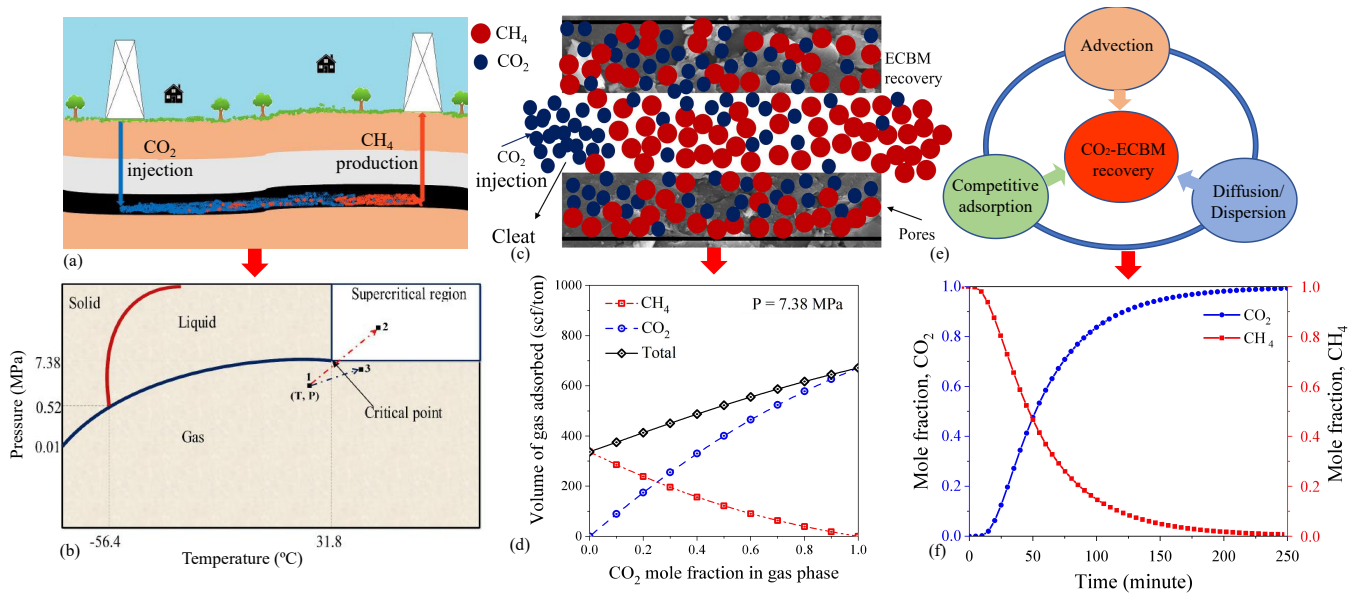 CO2
injection
CH4
production
(a)
CH4
CO2
ECBM
recovery
CO2
injection
Cleat
Pores
(c)
Advection
CO2-ECBM
recovery
Competitive
adsorption
Diffusion/
Dispersion
(e)
Solid
Liquid
Supercritical region
2
3
1
(T, P)
Critical point
Gas
Pressure (MPa)
7.38
0.52
0.01
-56.4
31.8
Temperature (ºC)
(b)
CH4
CO2
Total
P = 7.38 MPa
Volume of gas adsorbed (scf/ton)
1000
800
600
400
200
0
0.0 0.2 0.4 0.6 0.8 1.0
CO2 mole fraction in gas phase
(d)
CO2
CH4
Mole fraction, CO2
1.0
0.8
0.6
0.4
0.2
0.0
Mole fraction, CH4
1.0
0.8
0.6
0.4
0.2
0.0
0 50 100 150 200 250
Time (minute)
(f)